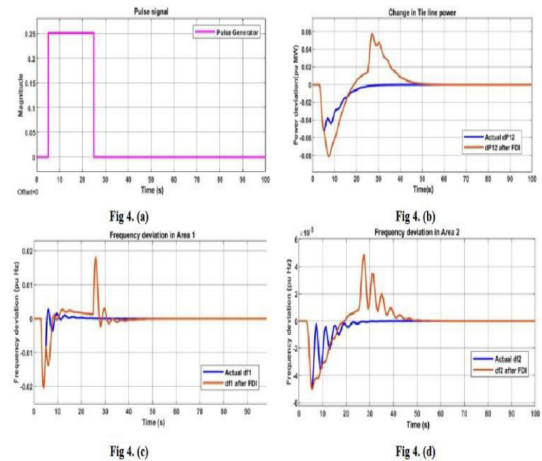 Pulse signal
0.25
Pulse Generator
0.2
0.15
0.1
0.05
0
Magnitude
0 10 20 30 40 50 60 70 80 90 100
Offset=0
Time (s)
Fig 4. (a)
Change in Tie line power
0.06
0.04
0.02
0
-0.02
-0.04
-0.06
-0.08
Power deviation(pu MW)
Actual dP12
dP12 after FDI
0 10 20 30 40 50 60 70 80 90 100
Time(s)
Fig 4. (b)
Frequency deviation in Area 1
0.02
0.01
0
-0.01
-0.02
Frequency deviation (pu Hz)
Actual df1
df1 after FDI
0 10 20 30 40 50 60 70 80 90
Time (s)
Fig 4. (c)
Frequency deviation in Area 2
6
4
2
0
-2
-4
-6
Frequency deviation (pu Hz)
Actual df2
df2 after FDI
0 10 20 30 40 50 60 70 80 90 100
Time (s)
Fig 4. (d)